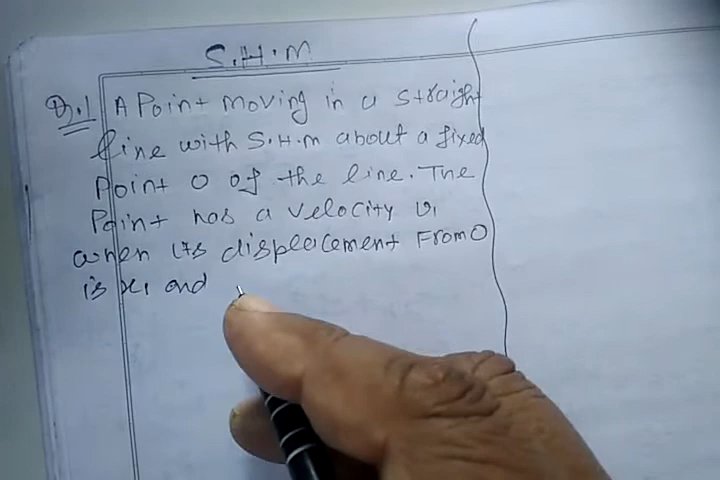 S.H.M
Q.1 A Point moving in a straight
line with S.H.M about a fixed
Point O of the line. The
Point has a velocity v1
when its displacement From O
is x1 and